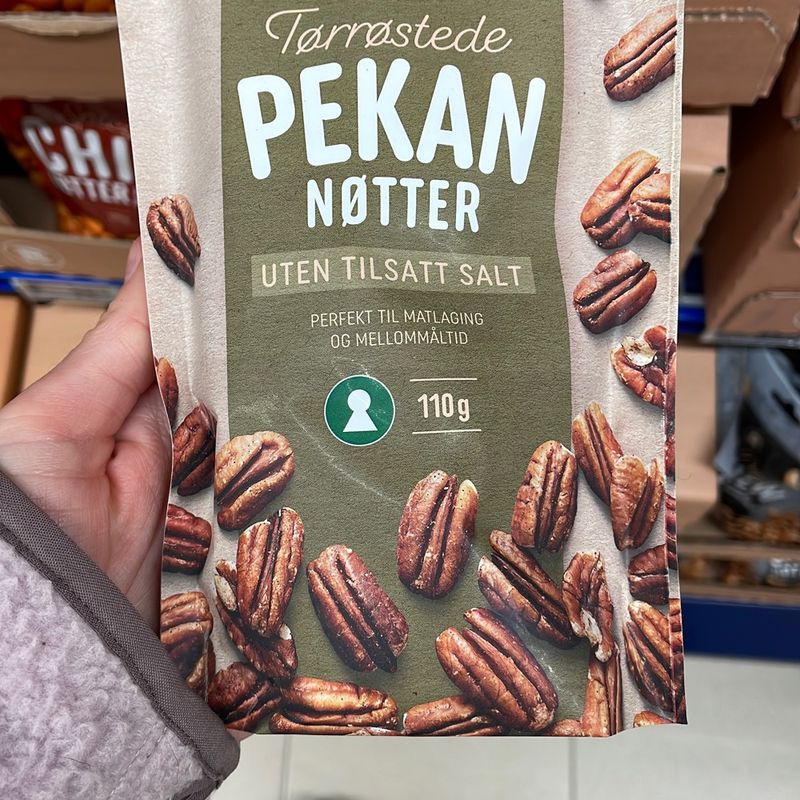 Tørrøstede
PEKAN
NØTTER
UTEN TILSATT SALT
PERFEKT TIL MATLAGING
OG MELLOMMÅLTID
110g